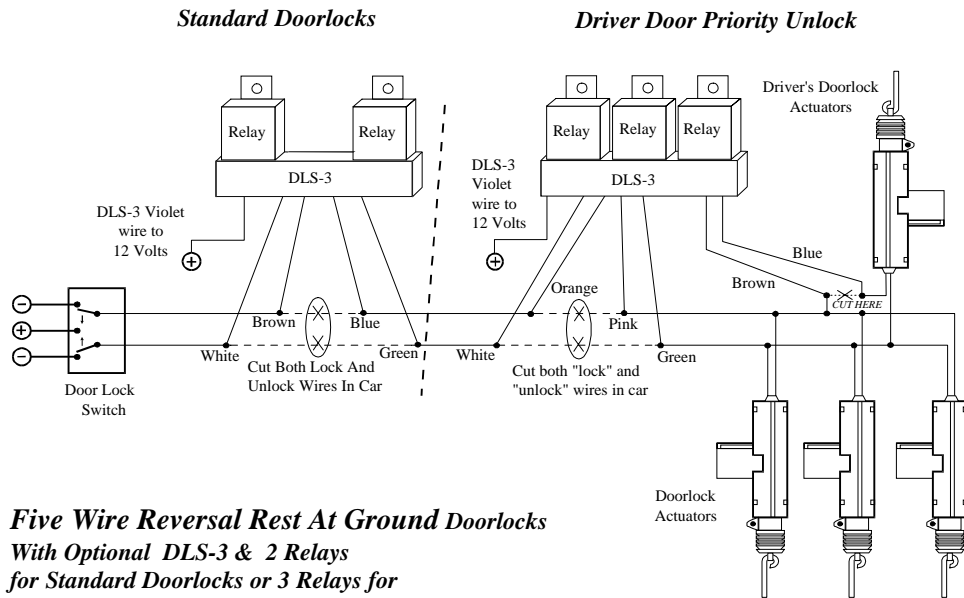 Standard Doorlocks
Driver Door Priority Unlock
Relay
Relay
DLS-3
DLS-3 Violet
wire to
12 Volts
Relay
Relay
Relay
DLS-3
DLS-3
Violet
wire to
12 Volts
Driver's Doorlock
Actuators
Blue
Brown
CUT HERE
Orange
Brown
Blue
Pink
White
Green
White
Green
Cut Both Lock And
Unlock Wires In Car
Cut both "lock" and
"unlock" wires in car
Door Lock
Switch
Doorlock
Actuators
Five Wire Reversal Rest At Ground Doorlocks
With Optional DLS-3 & 2 Relays
for Standard Doorlocks or 3 Relays for